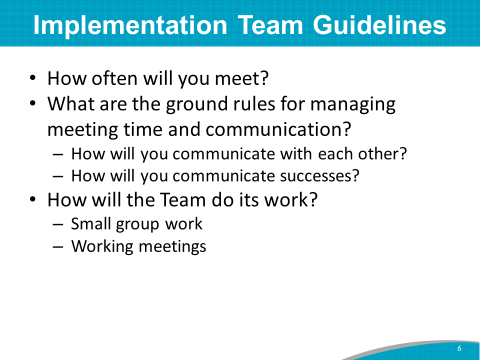 Implementation Team Guidelines
• How often will you meet?
• What are the ground rules for managing
meeting time and communication?
– How will you communicate with each other?
– How will you communicate successes?
• How will the Team do its work?
– Small group work
– Working meetings
6